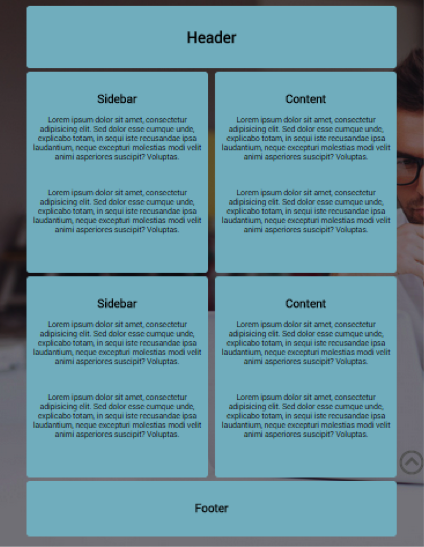 Header
Sidebar
Lorem ipsum dolor sit amet, consectetur
adipisicing elit. Sed dolor esse cumque unde,
explicabo totam, in sequi iste recusandae ipsa
laudantium, neque excepturi molestias modi velit
animi asperiores suscipit? Voluptas.
Lorem ipsum dolor sit amet, consectetur
adipisicing elit. Sed dolor esse cumque unde,
explicabo totam, in sequi iste recusandae ipsa
laudantium, neque excepturi molestias modi velit
animi asperiores suscipit? Voluptas.
Content
Lorem ipsum dolor sit amet, consectetur
adipisicing elit. Sed dolor esse cumque unde,
explicabo totam, in sequi iste recusandae ipsa
laudantium, neque excepturi molestias modi velit
animi asperiores suscipit? Voluptas.
Lorem ipsum dolor sit amet, consectetur
adipisicing elit. Sed dolor esse cumque unde,
explicabo totam, in sequi iste recusandae ipsa
laudantium, neque excepturi molestias modi velit
animi asperiores suscipit? Voluptas.
Sidebar
Lorem ipsum dolor sit amet, consectetur
adipisicing elit. Sed dolor esse cumque unde,
explicabo totam, in sequi iste recusandae ipsa
laudantium, neque excepturi molestias modi velit
animi asperiores suscipit? Voluptas.
Lorem ipsum dolor sit amet, consectetur
adipisicing elit. Sed dolor esse cumque unde,
explicabo totam, in sequi iste recusandae ipsa
laudantium, neque excepturi molestias modi velit
animi asperiores suscipit? Voluptas.
Content
Lorem ipsum dolor sit amet, consectetur
adipisicing elit. Sed dolor esse cumque unde,
explicabo totam, in sequi iste recusandae ipsa
laudantium, neque excepturi molestias modi velit
animi asperiores suscipit? Voluptas.
Lorem ipsum dolor sit amet, consectetur
adipisicing elit. Sed dolor esse cumque unde,
explicabo totam, in sequi iste recusandae ipsa
laudantium, neque excepturi molestias modi velit
animi asperiores suscipit? Voluptas.
Footer